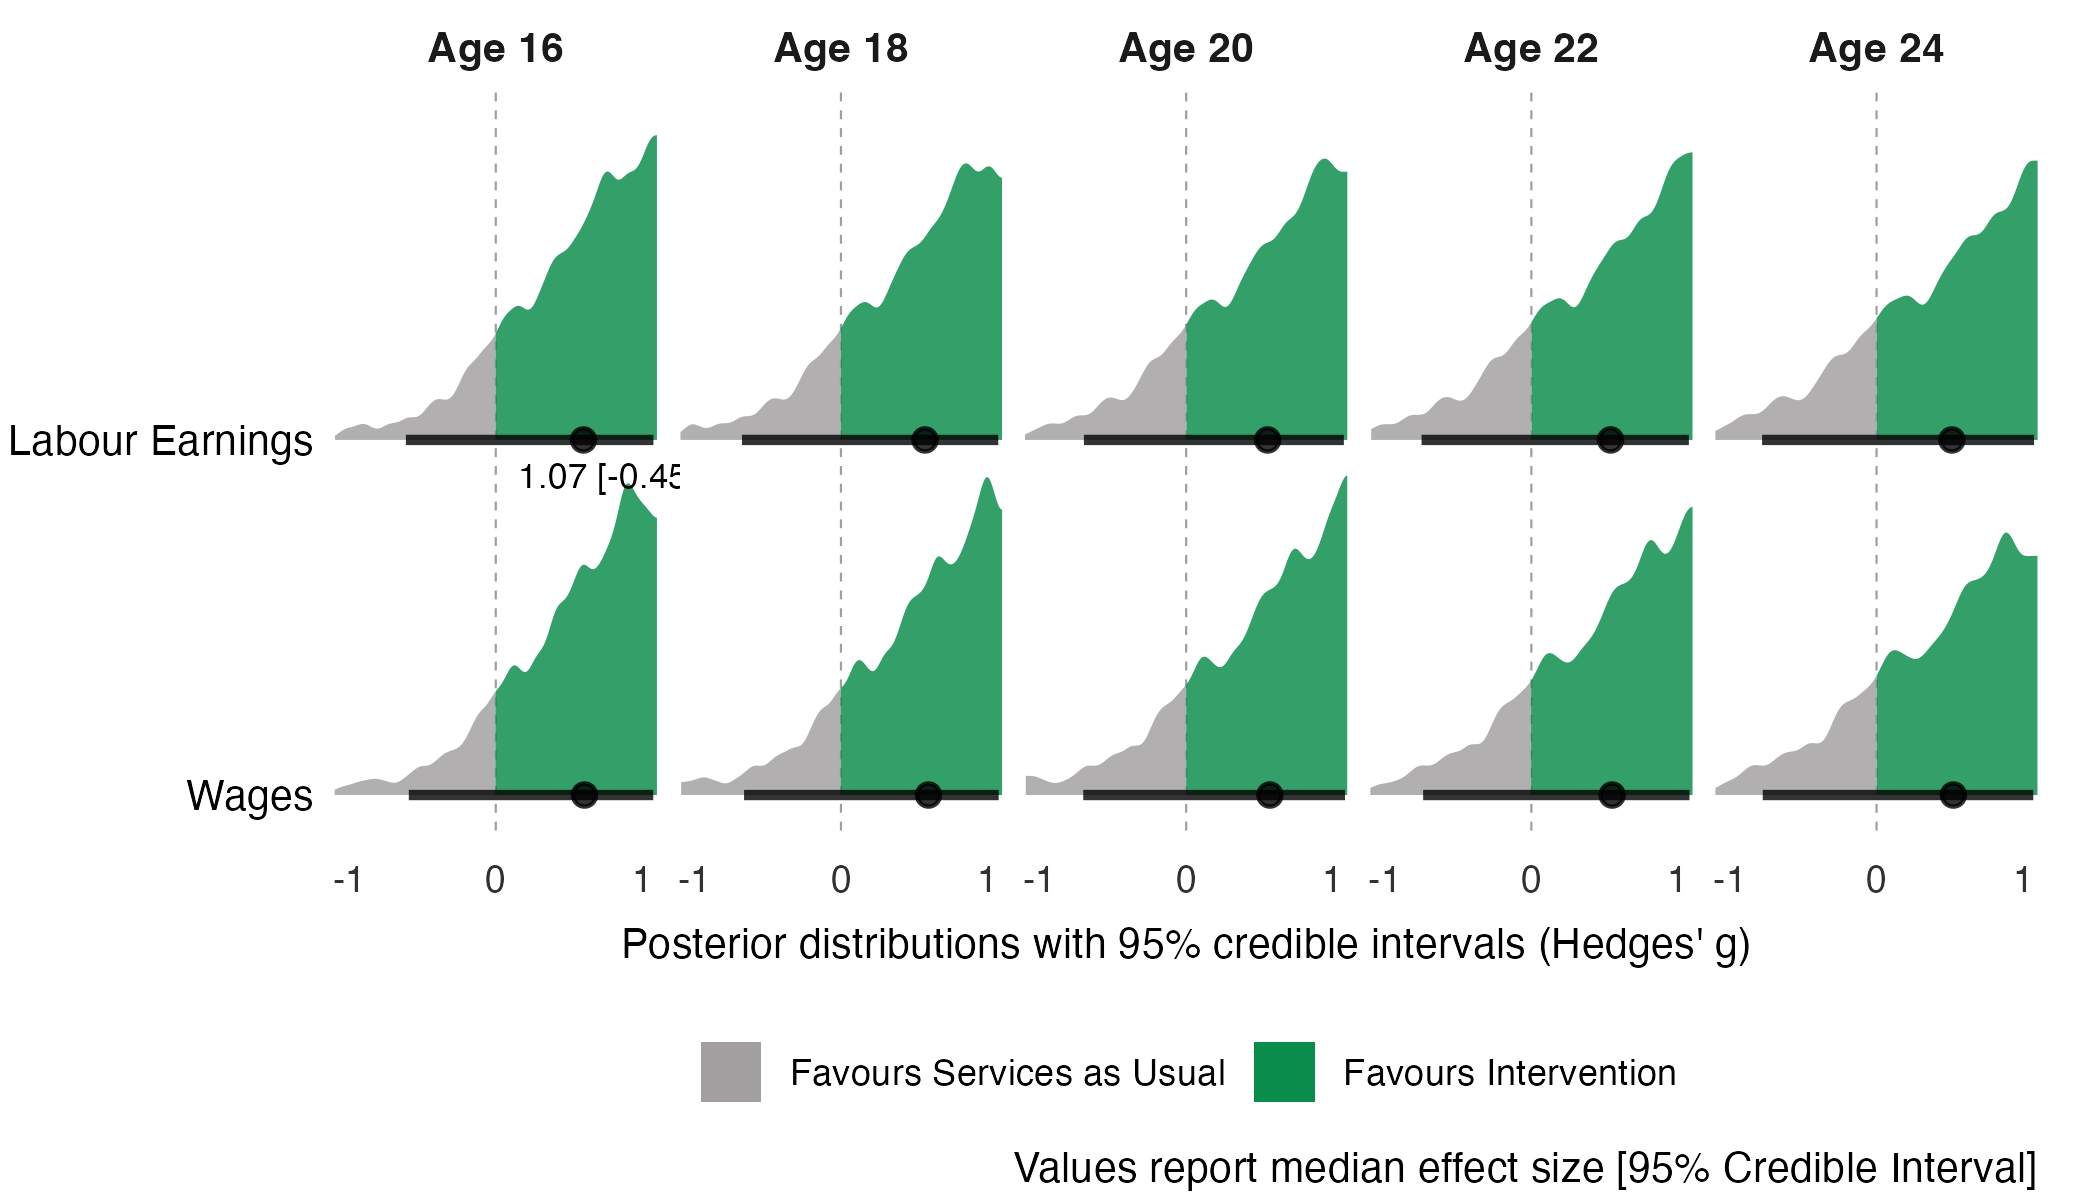 Age 16 Age 18 Age 20 Age 22 Age 24
Labour Earnings
1.07 [-0.45
Wages
-1 0 1 -1 0 1 -1 0 1 -1 0 1 -1 0 1
Posterior distributions with 95% credible intervals (Hedges' g)
Favours Services as Usual Favours Intervention
Values report median effect size [95% Credible Interval]